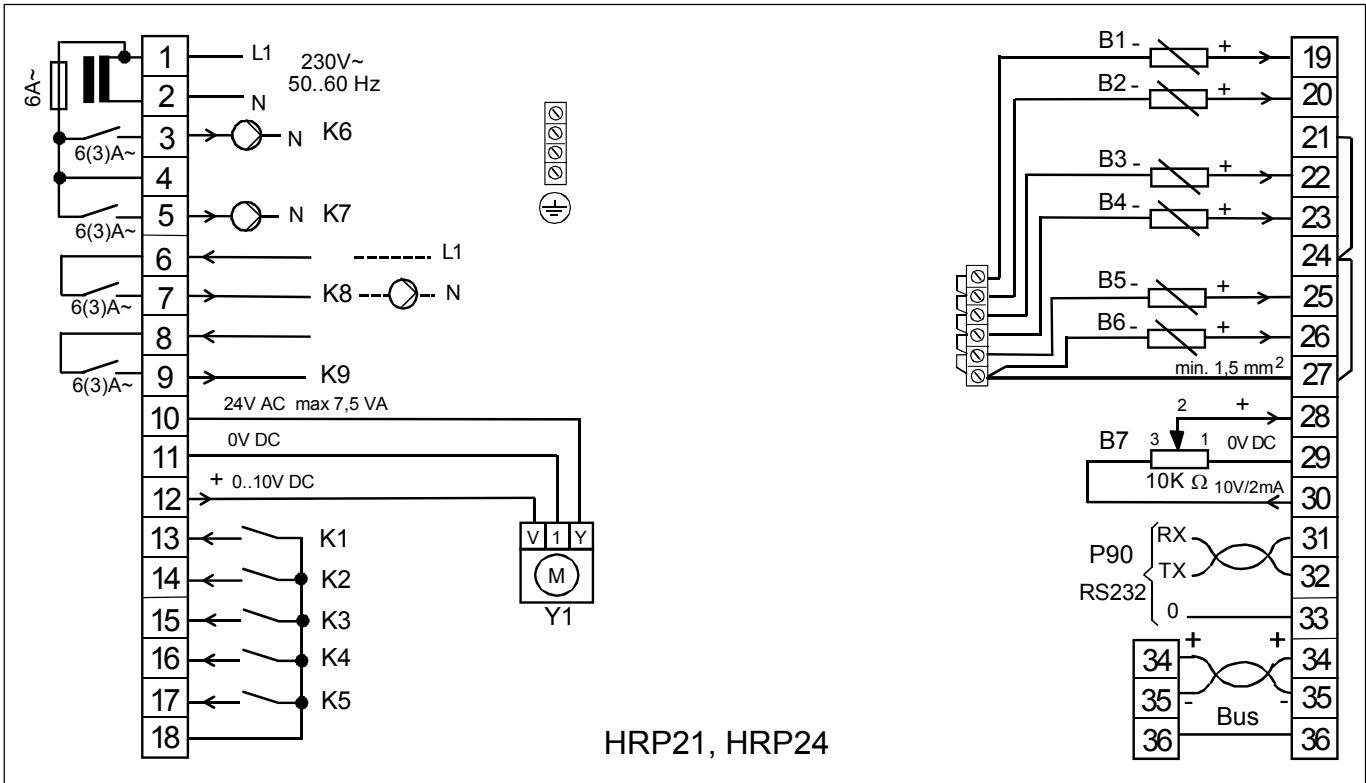 1 L1 230V~
50..60 Hz
6A~
2 N
3 N K6
6(3)A~
4
5 N K7
6(3)A~
6 L1
7 K8 N
6(3)A~
8
9 K9
6(3)A~
10 24V AC max 7,5 VA
11 0V DC
12 + 0..10V DC
13 K1
14 K2
15 K3
16 K4
17 K5
18
V 1 Y
M
Y1
B1 - + 19
B2 - + 20
21
B3 - + 22
B4 - + 23
24
B5 - + 25
B6 - + 26
min. 1,5 mm² 27
2 + 28
B7 3 1 0V DC 29
10K Ω 10V/2mA 30
P90 RX 31
RS232 TX 32
0 33
34 + + 34
35 - - 35
Bus
36 36
HRP21, HRP24